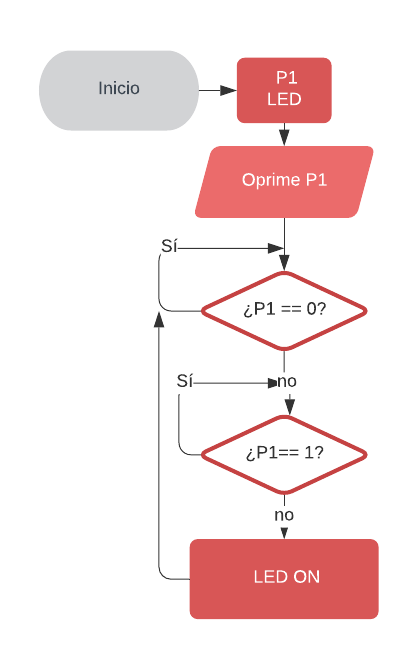 Inicio
P1
LED
Oprime P1
Sí
¿P1 == 0?
Sí
no
¿P1== 1?
no
LED ON